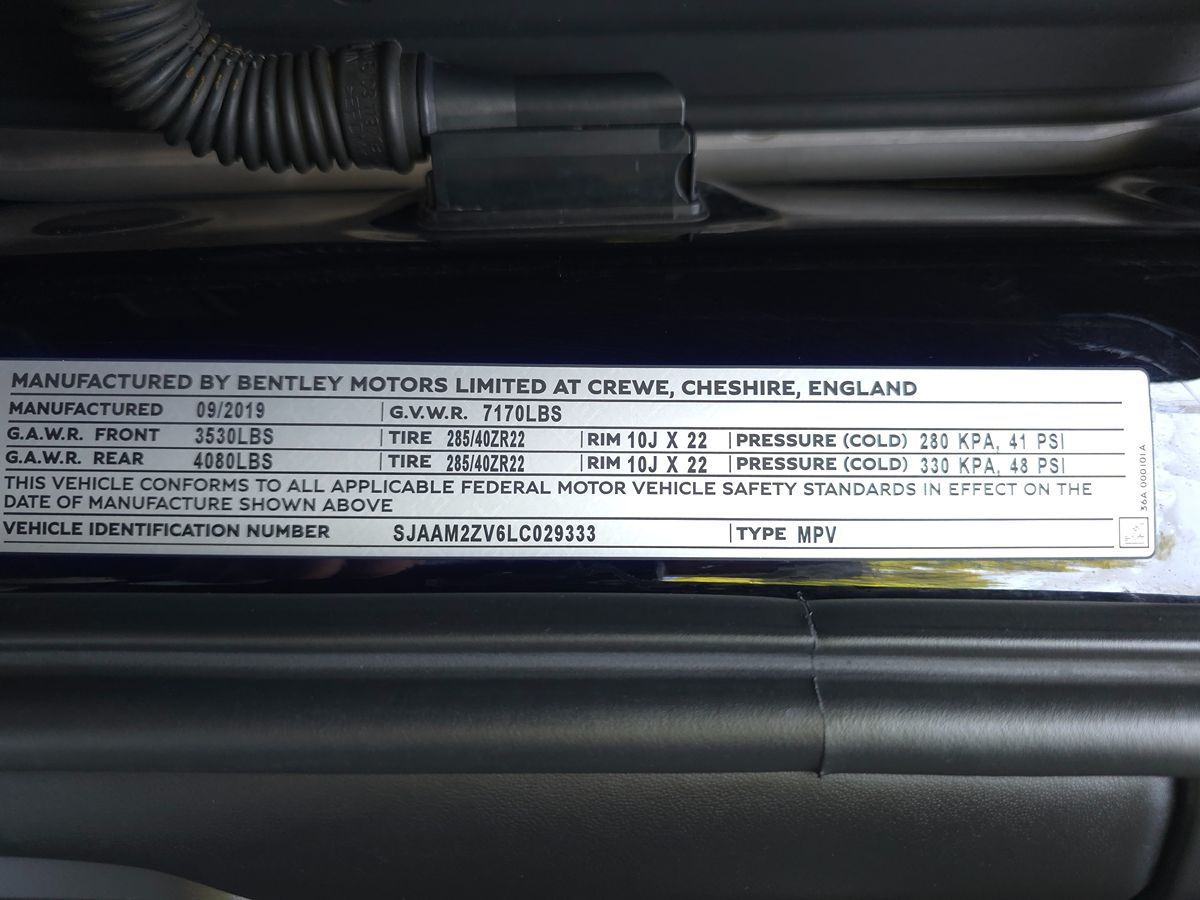 MANUFACTURED BY BENTLEY MOTORS LIMITED AT CREWE, CHESHIRE, ENGLAND
MANUFACTURED 09/2019 G.V.W.R. 7170LBS
G.A.W.R. FRONT 3530LBS TIRE 285/40ZR22 RIM 10J X 22 PRESSURE (COLD) 280 KPA, 41 PSI
G.A.W.R. REAR 4080LBS TIRE 285/40ZR22 RIM 10J X 22 PRESSURE (COLD) 330 KPA, 48 PSI
THIS VEHICLE CONFORMS TO ALL APPLICABLE FEDERAL MOTOR VEHICLE SAFETY STANDARDS IN EFFECT ON THE
DATE OF MANUFACTURE SHOWN ABOVE
VEHICLE IDENTIFICATION NUMBER SJAAM2ZV6LC029333 TYPE MPV
36A 000101 A